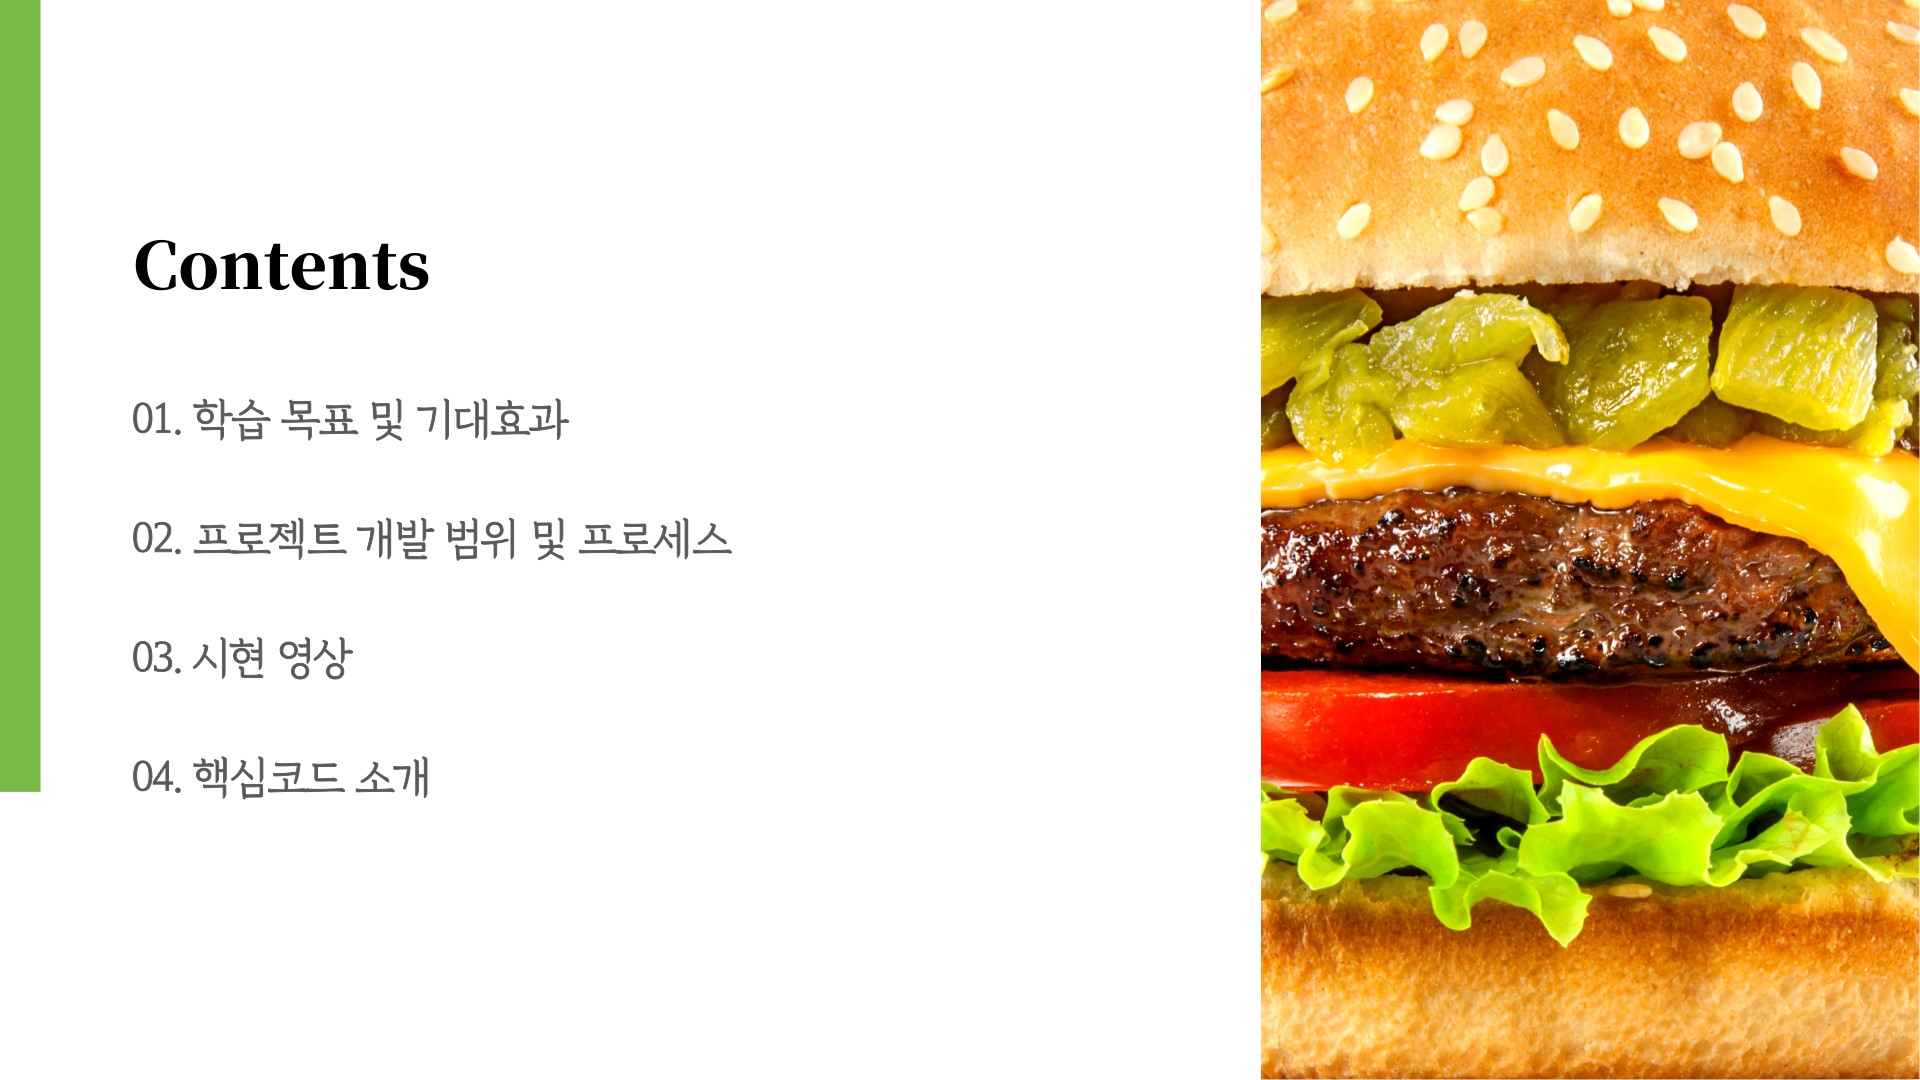 Contents
01. 학습 목표 및 기대효과
02. 프로젝트 개발 범위 및 프로세스
03. 시현 영상
04. 핵심코드 소개